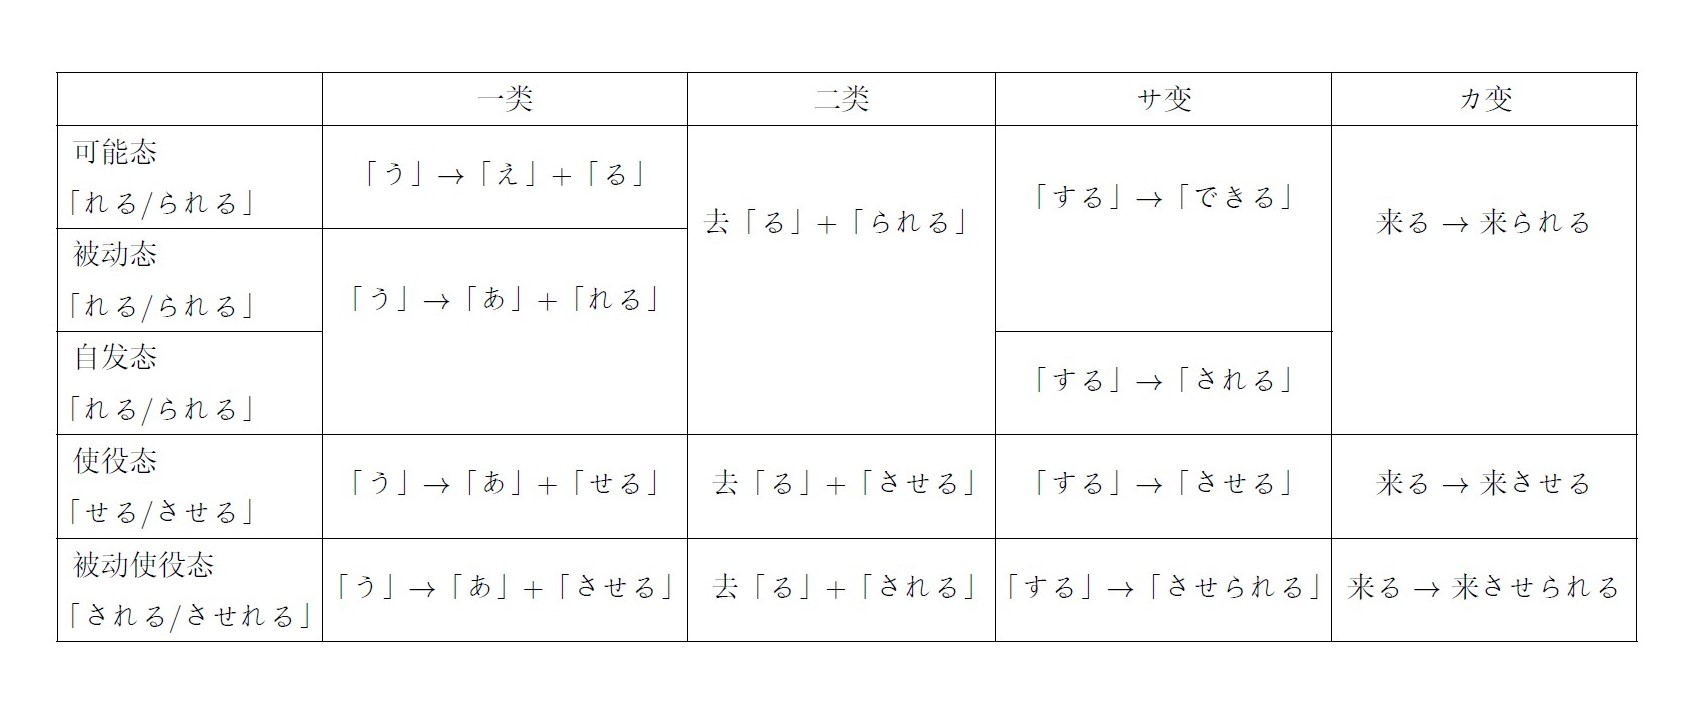 一类 二类 サ变 カ变
可能态
「れる/られる」
「う」→「え」+「る」
去「る」+「られる」
「する」→「できる」
来る → 来られる
被动态
「れる/られる」
「う」→「あ」+「れる」
自发态
「れる/られる」
「する」→「される」
使役态
「せる/させる」
「う」→「あ」+「せる」
去「る」+「させる」
「する」→「させる」
来る → 来させる
被动使役态
「される/させれる」
「う」→「あ」+「させる」
去「る」+「される」
「する」→「させられる」
来る → 来させられる